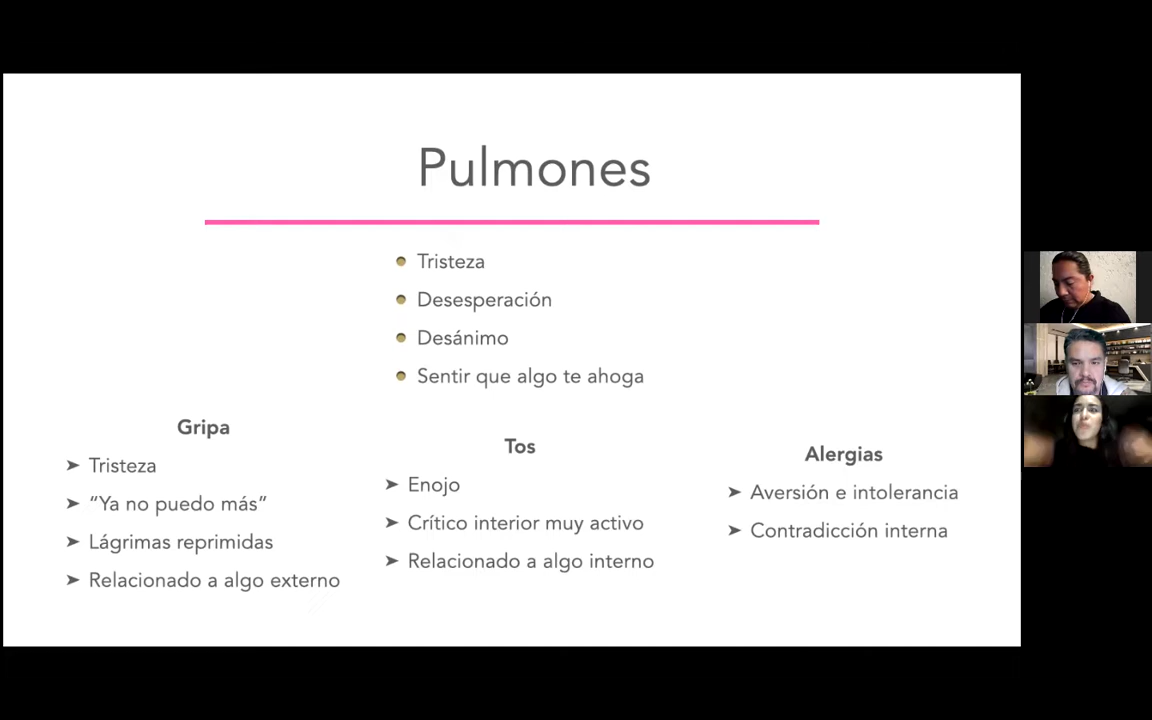 Pulmones
Tristeza
Desesperación
Desánimo
Sentir que algo te ahoga
Gripa
Tristeza
“Ya no puedo más”
Lágrimas reprimidas
Relacionado a algo externo
Tos
Enojo
Crítico interior muy activo
Relacionado a algo interno
Alergias
Aversión e intolerancia
Contradicción interna